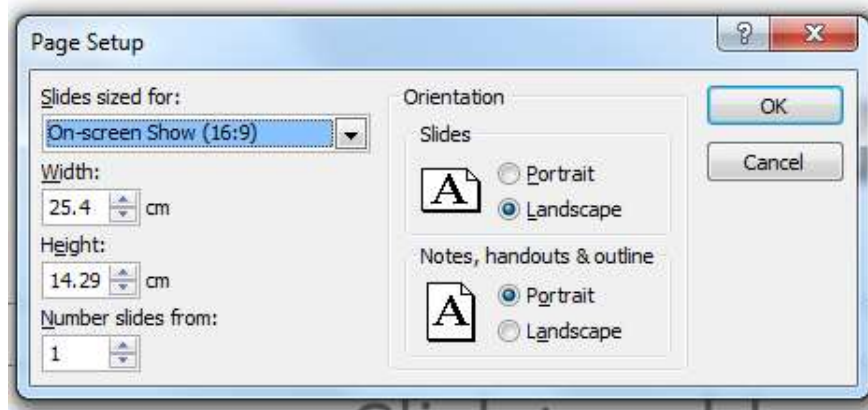 Page Setup
Slides sized for:
On-screen Show (16:9)
Width:
25.4 cm
Height:
14.29 cm
Number slides from:
1
Orientation
Slides
A
Portrait
Landscape
Notes, handouts & outline
A
Portrait
Landscape
?
X
OK
Cancel